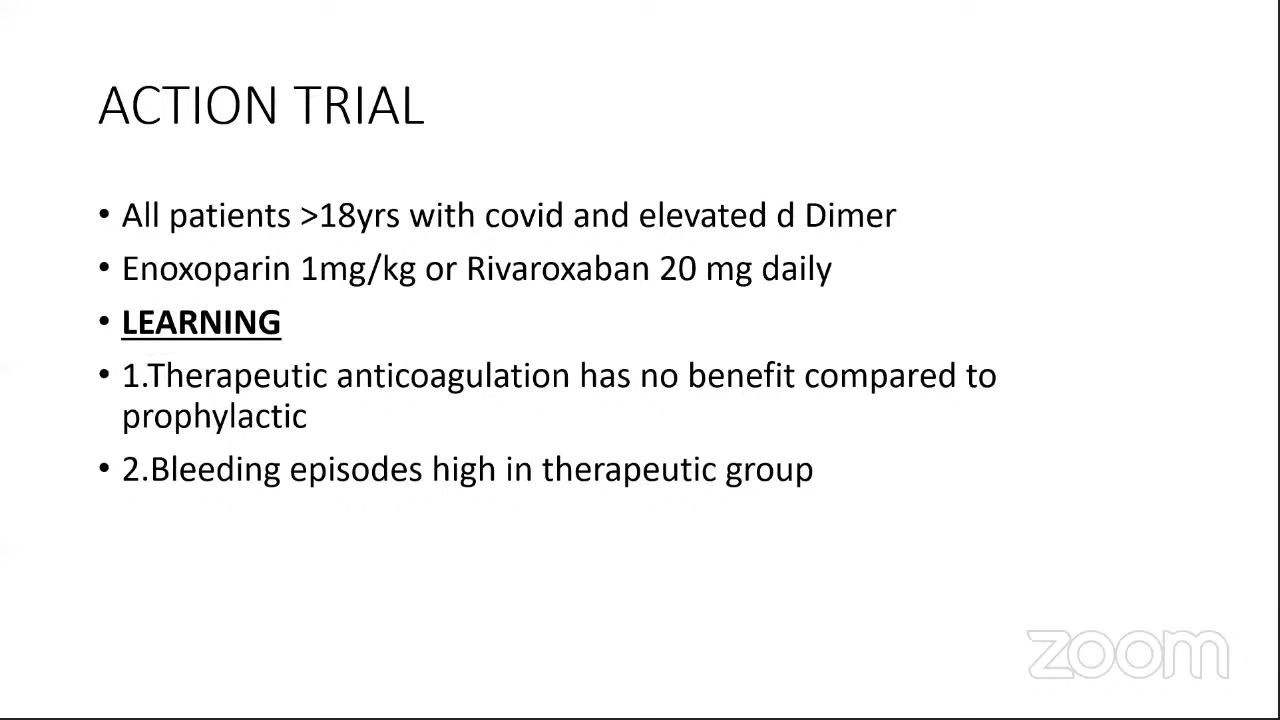 ACTION TRIAL
• All patients >18yrs with covid and elevated d Dimer
• Enoxoparin 1mg/kg or Rivaroxaban 20 mg daily
• LEARNING
• 1.Therapeutic anticoagulation has no benefit compared to
prophylactic
• 2.Bleeding episodes high in therapeutic group
zoom